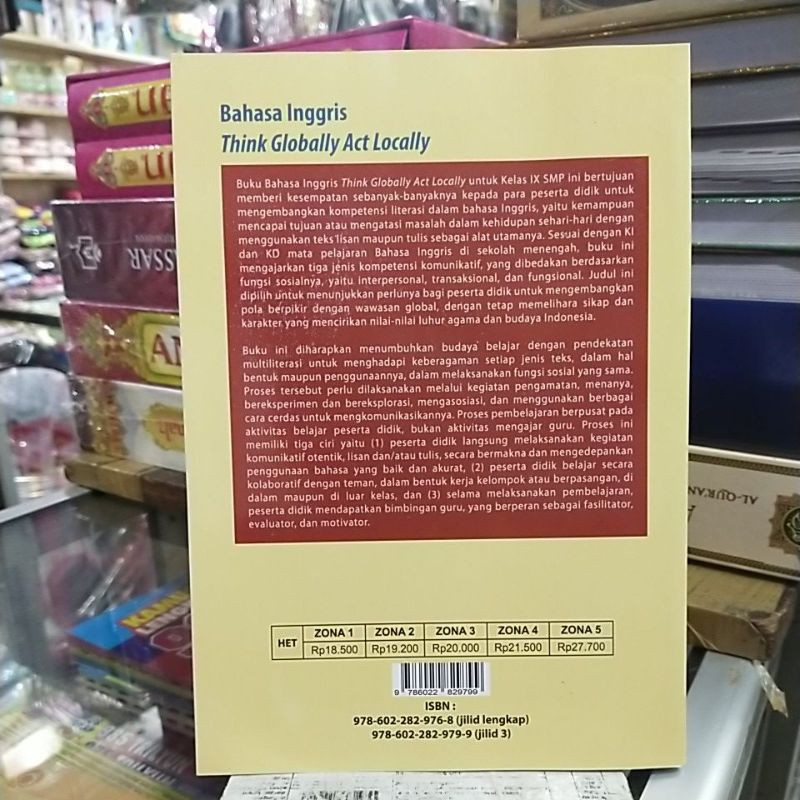 Bahasa Inggris
Think Globally Act Locally
Buku Bahasa Inggris Think Globally Act Locally untuk Kelas IX SMP ini bertujuan
memberi kesempatan sebanyak-banyaknya kepada para peserta didik untuk
mengembangkan kompetensi literasi dalam bahasa Inggris, yaitu kemampuan
mencapai tujuan atau mengatasi masalah dalam kehidupan sehari-hari dengan
menggunakan teks lisan maupun tulis sebagai alat utamanya. Sesuai dengan KI
dan KD mata pelajaran Bahasa Inggris di sekolah menengah, buku ini
mengajarkan tiga jenis kompetensi komunikatif, yang dibedakan berdasarkan
fungsi sosialnya, yaitu interpersonal, transaksional, dan fungsional. Judul ini
dipilih untuk menunjukkan perlunya bagi peserta didik untuk mengembangkan
pola berpikir dengan wawasan global, dengan tetap memelihara sikap dan
karakter yang mencirikan nilai-nilai luhur agama dan budaya Indonesia.
Buku ini diharapkan menumbuhkan budaya belajar dengan pendekatan
multiliterasi untuk menghadapi keberagaman setiap jenis teks, dalam hal
bentuk maupun penggunaannya, dalam melaksanakan fungsi sosial yang sama.
Proses tersebut perlu dilaksanakan melalui kegiatan pengamatan, menanya,
bereksperimen dan bereksplorasi, mengasosiasi, dan menggunakan berbagai
cara cerdas untuk mengkomunikasikannya. Proses pembelajaran berpusat pada
aktivitas belajar peserta didik, bukan aktivitas mengajar guru. Proses ini
memiliki tiga ciri yaitu (1) peserta didik langsung melaksanakan kegiatan
komunikatif otentik, lisan dan/atau tulis, secara bermakna dan mengedepankan
penggunaan bahasa yang baik dan akurat, (2) peserta didik belajar secara
kolaboratif dengan teman, dalam bentuk kerja kelompok atau berpasangan, di
dalam maupun di luar kelas, dan (3) selama melaksanakan pembelajaran,
peserta didik mendapatkan bimbingan guru, yang berperan sebagai fasilitator,
evaluator, dan motivator.
HET ZONA 1 ZONA 2 ZONA 3 ZONA 4 ZONA 5
Rp18.500 Rp19.200 Rp20.000 Rp21.500 Rp27.700
9 786022 829799
ISBN :
978-602-282-976-8 (jilid lengkap)
978-602-282-979-9 (jilid 3)
AL-QUR'AN